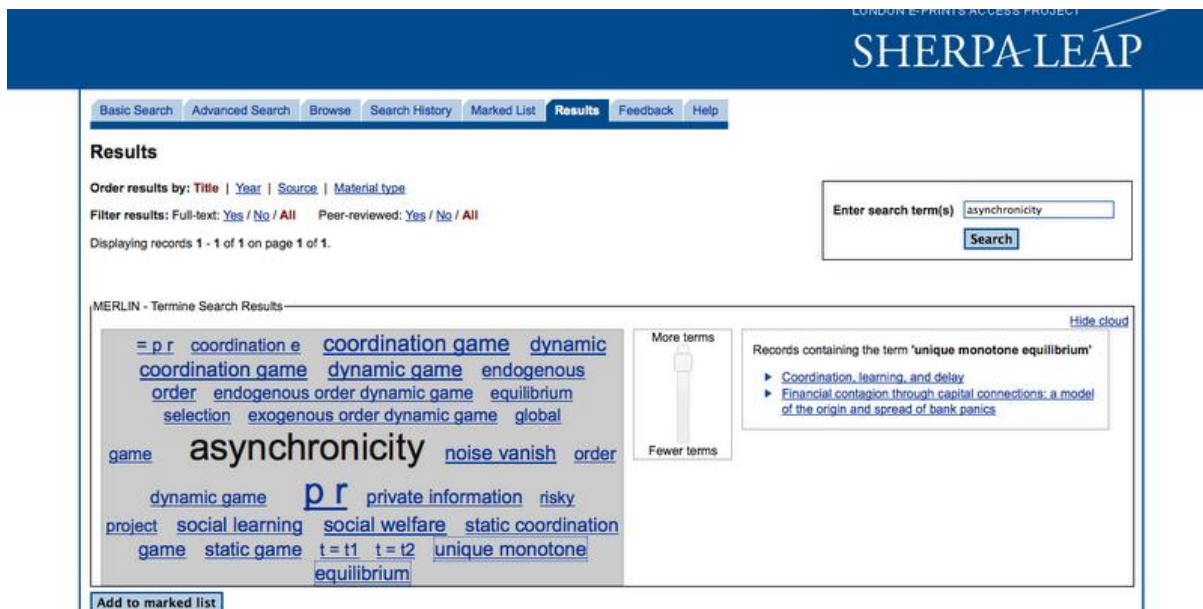 LONDON E-PRINTS ACCESS PROJECT
SHERPA-LEAP
Basic Search Advanced Search Browse Search History Marked List Results Feedback Help
Results
Order results by: Title | Year | Source | Material type
Filter results: Full-text: Yes / No / All Peer-reviewed: Yes / No / All
Displaying records 1 - 1 of 1 on page 1 of 1.
Enter search term(s) asynchronicity
Search
MERLIN - Termine Search Results
Hide cloud
= p r coordination e coordination game dynamic
coordination game dynamic game endogenous
order endogenous order dynamic game equilibrium
selection exogenous order dynamic game global
game asynchronicity noise vanish order
dynamic game p r private information risky
project social learning social welfare static coordination
game static game t = t1 t = t2 unique monotone
equilibrium
More terms
Fewer terms
Records containing the term 'unique monotone equilibrium'
Coordination, learning, and delay
Financial contagion through capital connections: a model
of the origin and spread of bank panics
Add to marked list